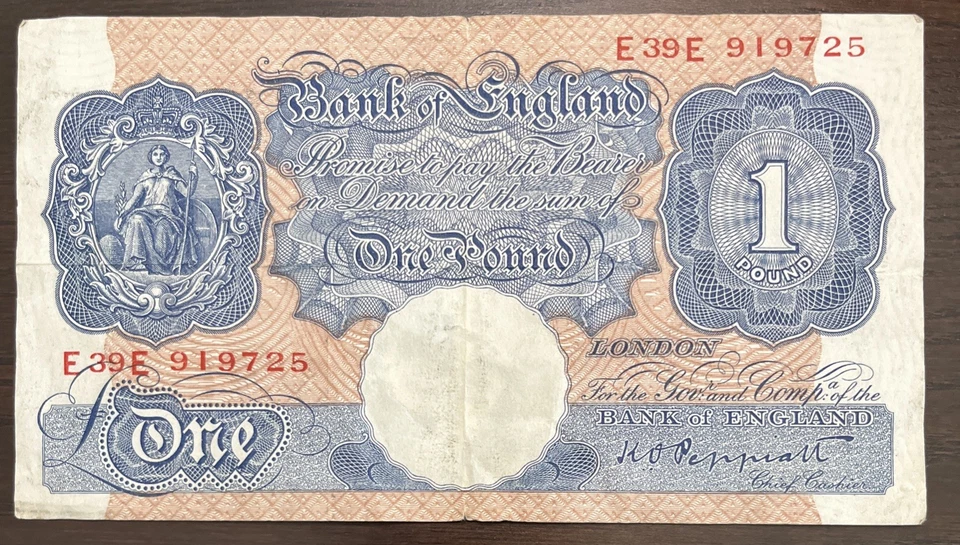 E39E 919725
Bank of England
Promise to pay the Bearer
on Demand the sum of
One Pound
1
POUND
E39E 919725
LONDON
For the Govr. and Compa. of the
BANK of ENGLAND
£One
K O Peppiatt
Chief Cashier